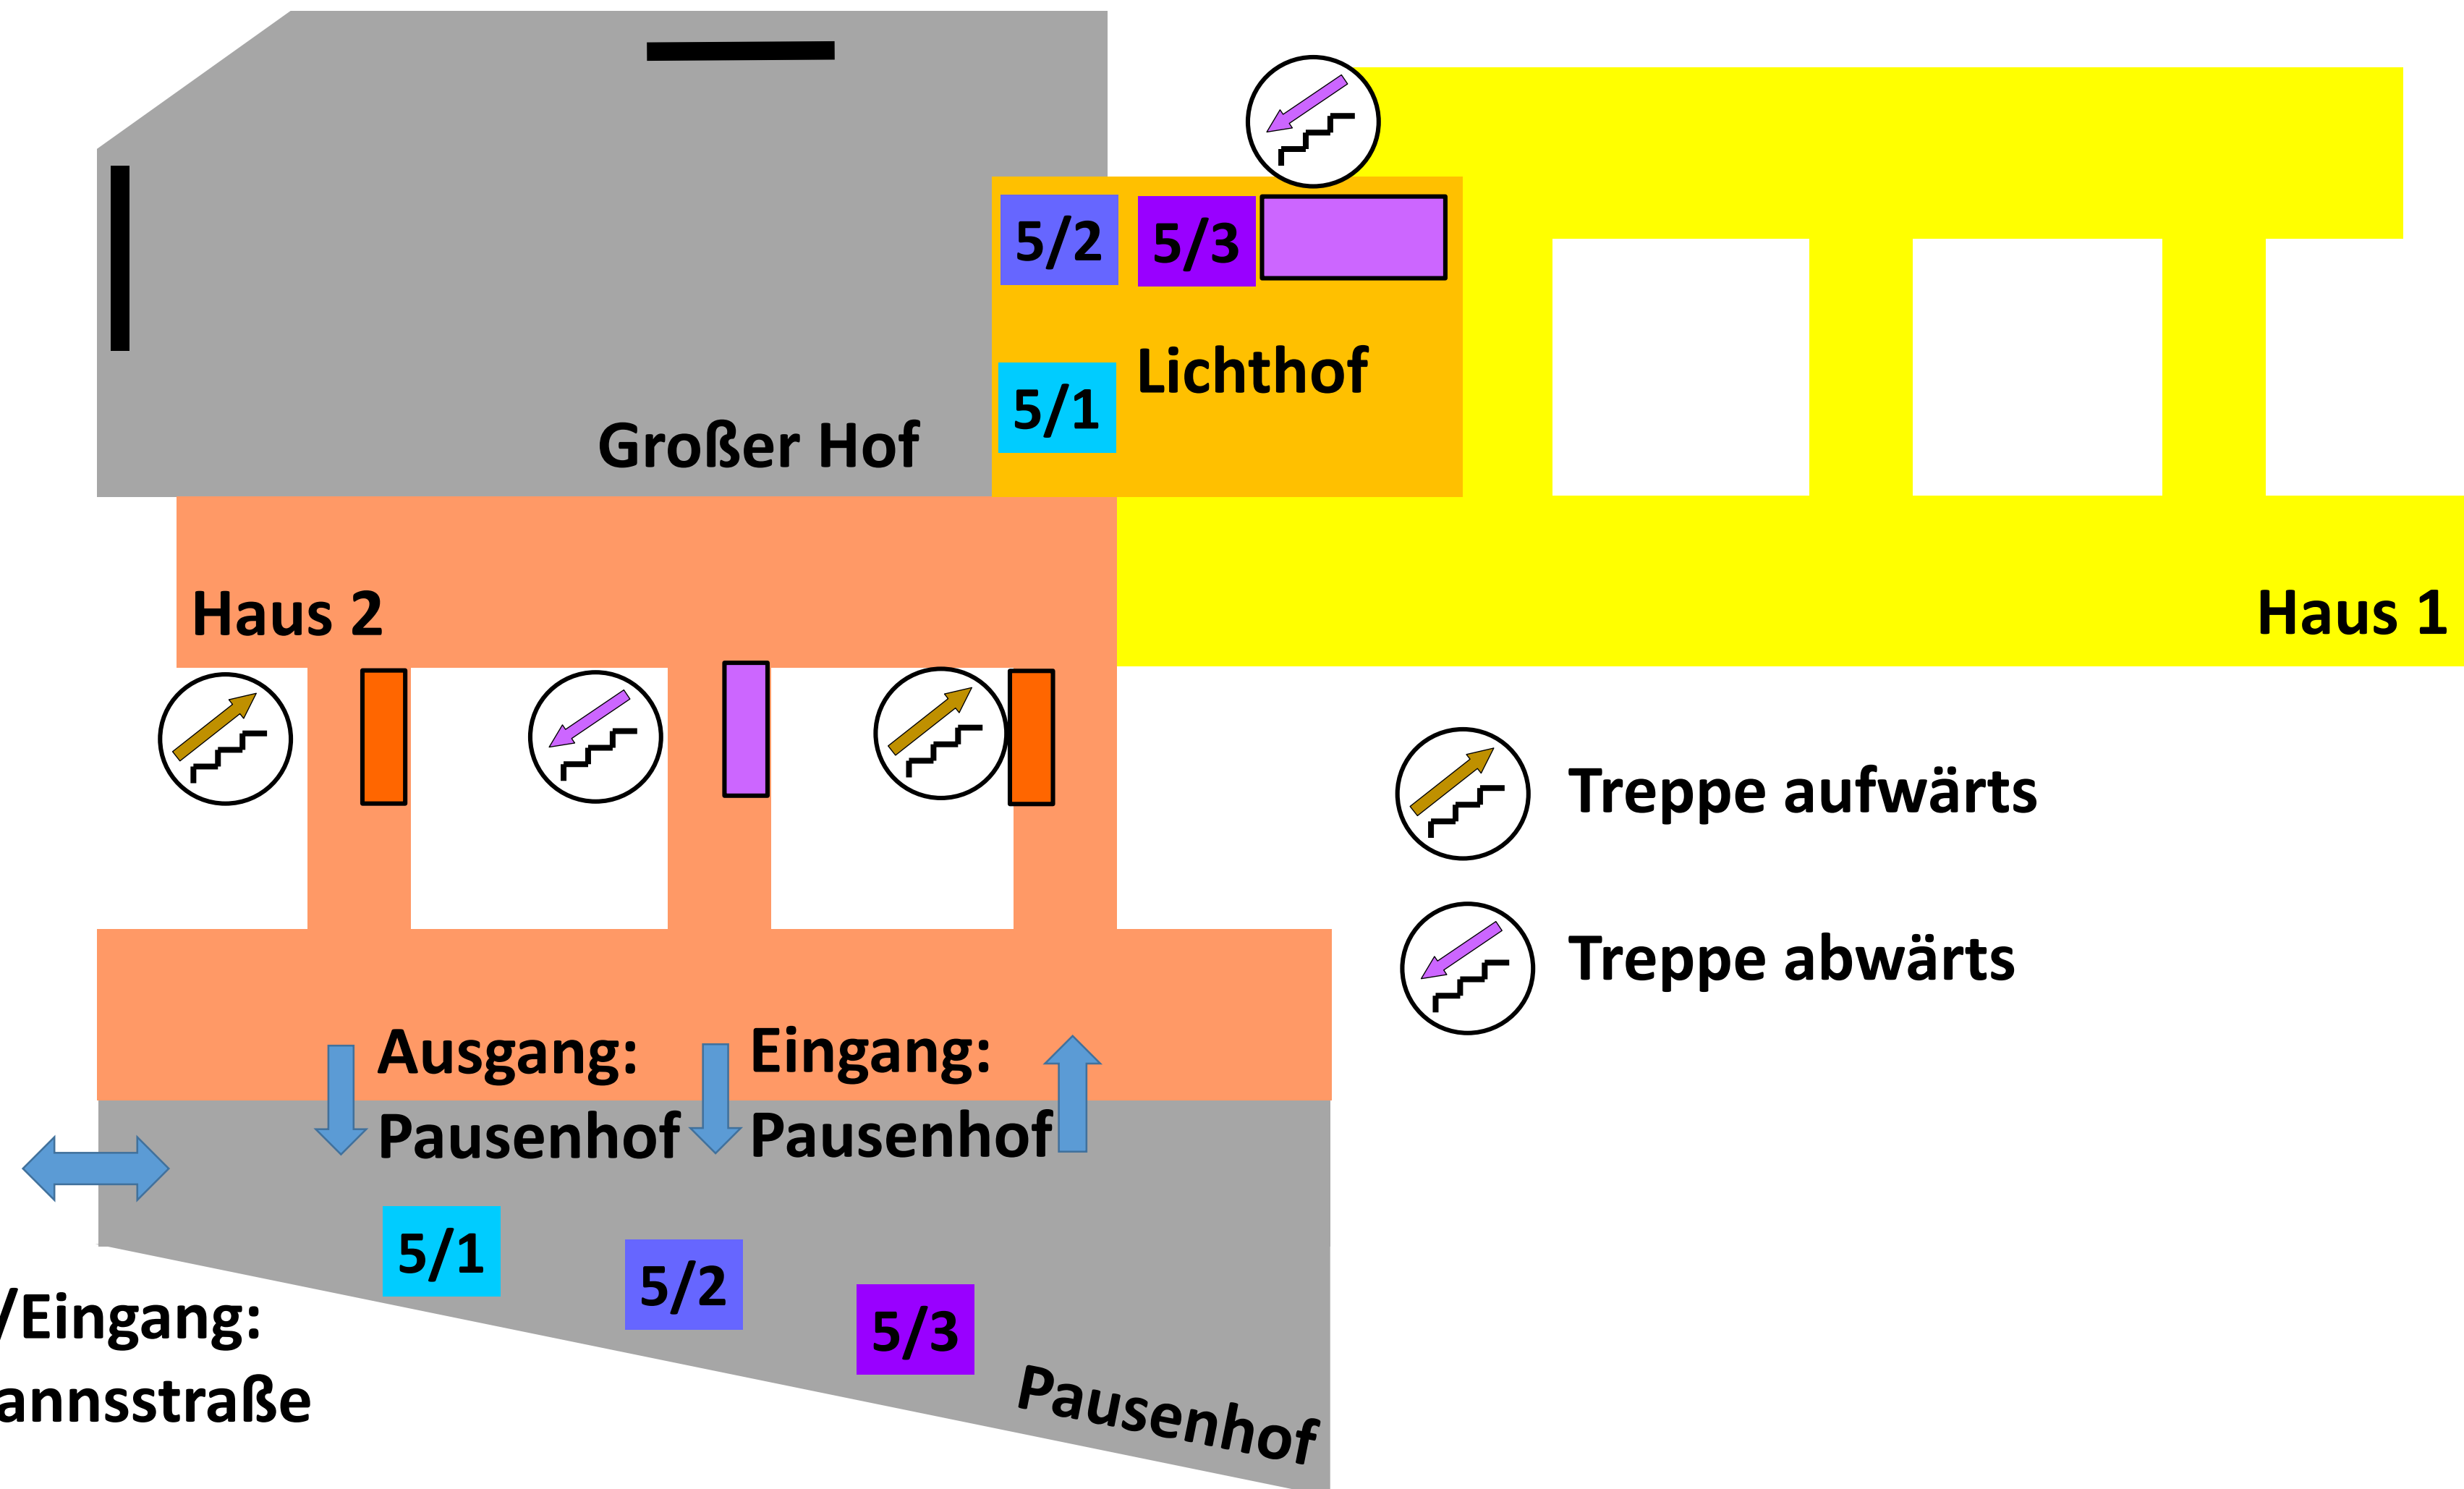 5/2
5/3
Lichthof
5/1
Großer Hof
Haus 2
Haus 1
Treppe aufwärts
Treppe abwärts
Ausgang:
Pausenhof
Eingang:
Pausenhof
5/1
5/2
5/3
Pausenhof
/Eingang:
annsstraße